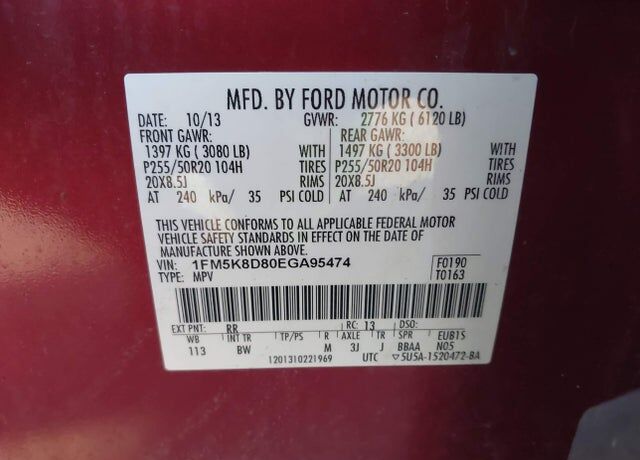 MFD. BY FORD MOTOR CO.
DATE: 10/13 GVWR: 2776 KG ( 6120 LB)
FRONT GAWR: REAR GAWR:
1397 KG ( 3080 LB) WITH 1497 KG ( 3300 LB) WITH
P255/50R20 104H TIRES P255/50R20 104H TIRES
20X8.5J RIMS 20X8.5J RIMS
AT 240 kPa/ 35 PSI COLD AT 240 kPa/ 35 PSI COLD
THIS VEHICLE CONFORMS TO ALL APPLICABLE FEDERAL MOTOR
VEHICLE SAFETY STANDARDS IN EFFECT ON THE DATE OF
MANUFACTURE SHOWN ABOVE.
VIN: 1FM5K8D80EGA95474 F0190
TYPE: MPV T0163
EXT PNT: RR RC: 13 DSO:
WB INT TR TP/PS R AXLE TR SPR EUB1S
113 BW M 3J J BBAA N05
1201310221969 UTC ▽5U5A-1520472-BA